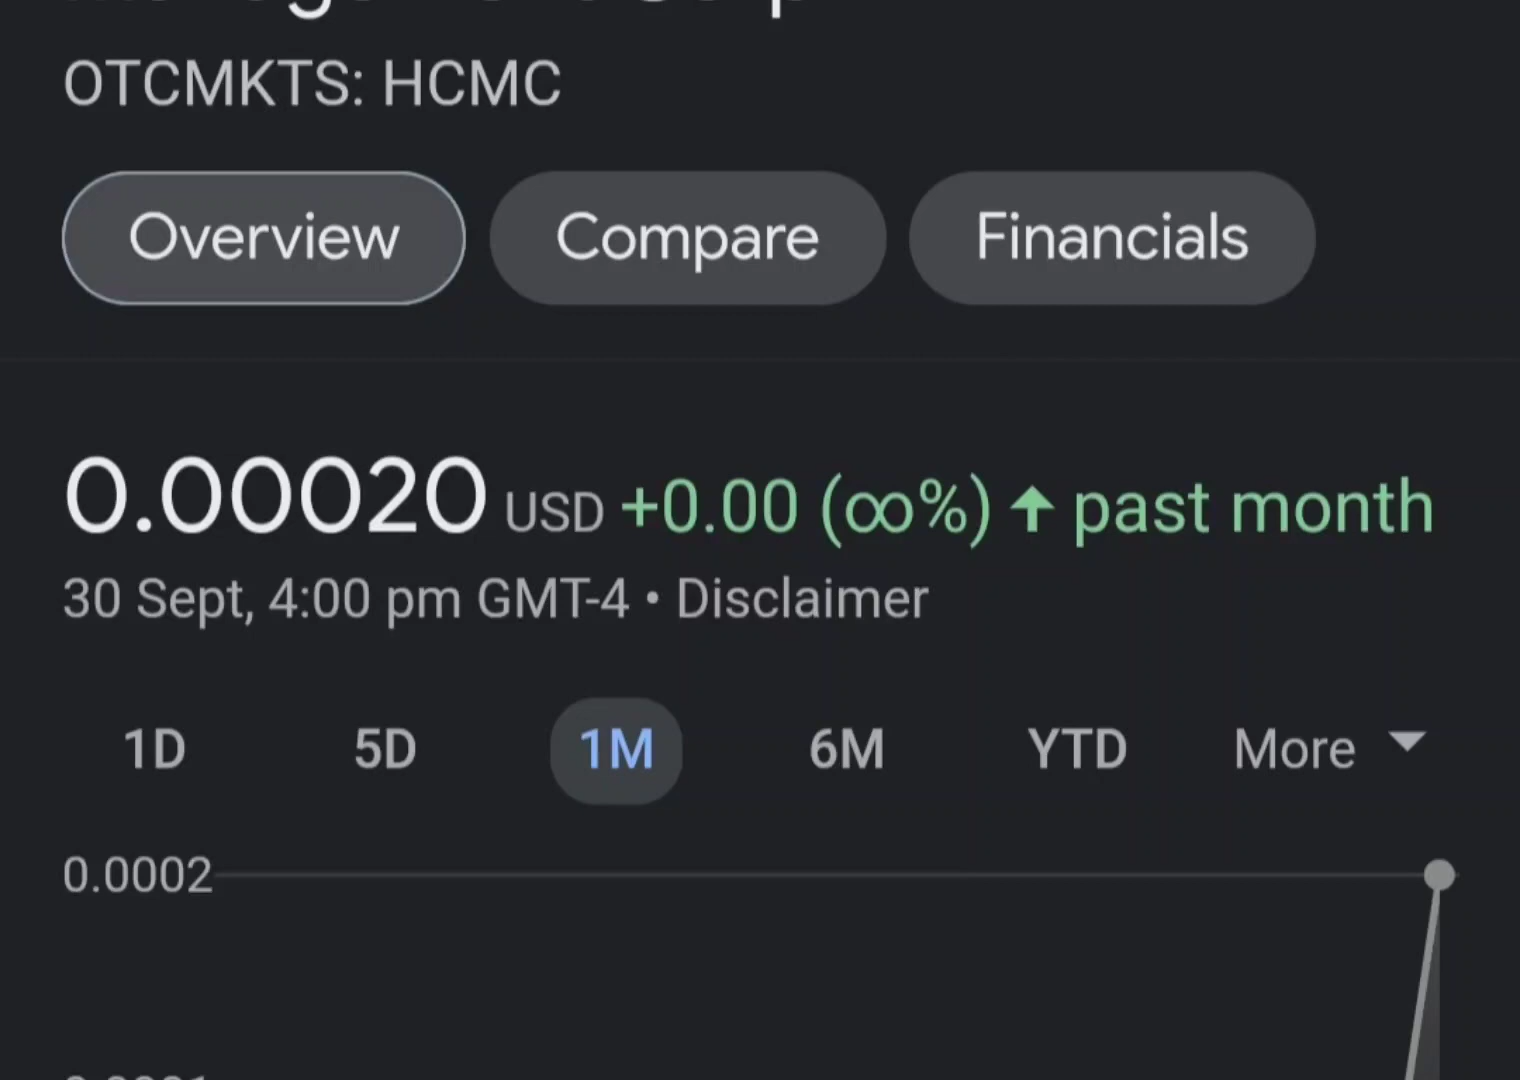 OTCMKTS: HCMC
Overview Compare Financials
0.00020 USD +0.00 (∞%) ↑ past month
30 Sept, 4:00 pm GMT-4 • Disclaimer
1D 5D 1M 6M YTD More
0.0002